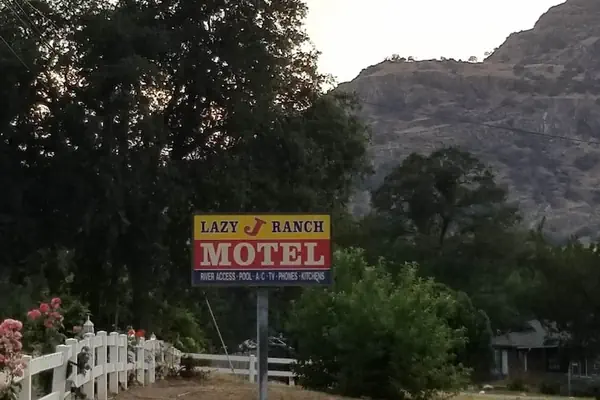 LAZY J RANCH
MOTEL
RIVER ACCESS · POOL · A·C · TV · PHONES · KITCHENS